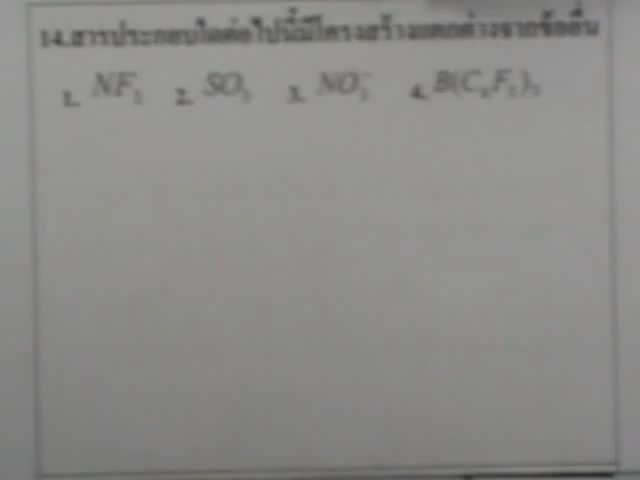 14.สารประกอบใดต่อไปนี้มีโครงสร้างแตกต่างจากข้ออื่น
1. NF₃ 2. SO₃ 3. NO₃⁻ 4. B(C₆F₅)₃